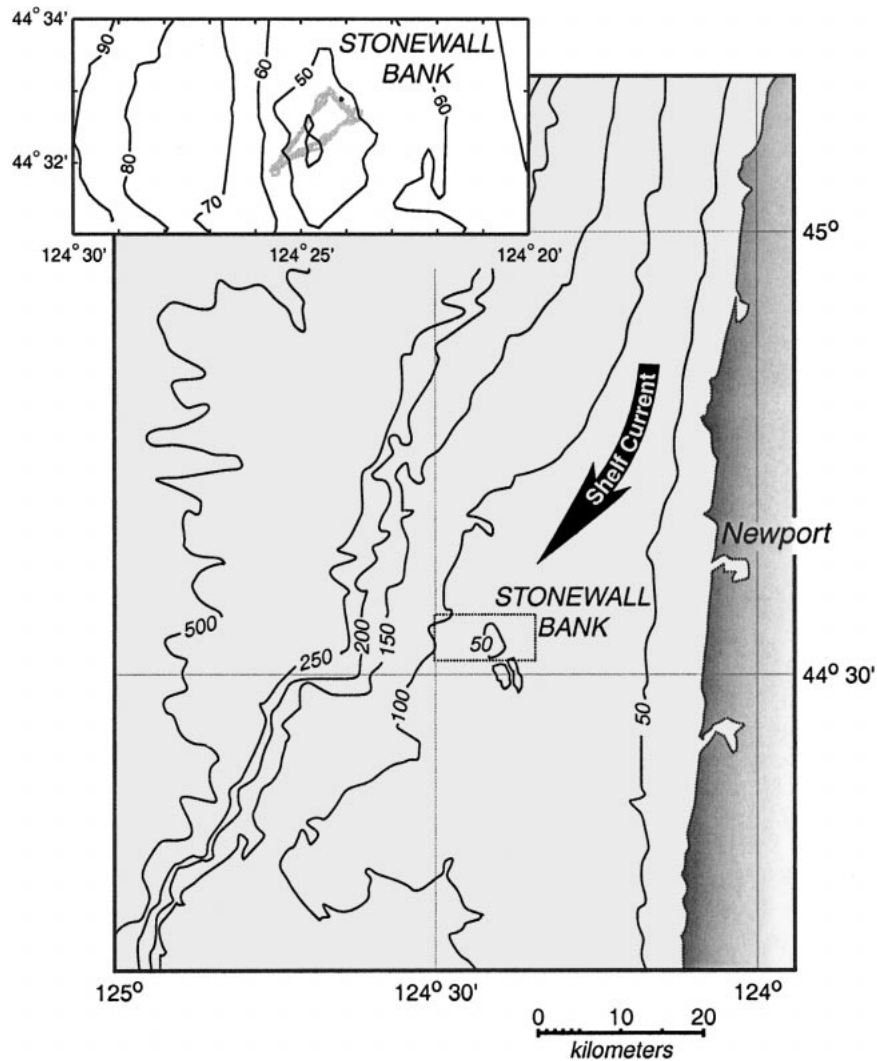 44° 34'
44° 32'
90
80
70
60
50
60
STONEWALL
BANK
124° 30'
124° 25'
124° 20'
45°
Shelf Current
Newport
STONEWALL
BANK
50
500
250
200
150
100
50
44° 30'
125°
124° 30'
124°
0 10 20
kilometers